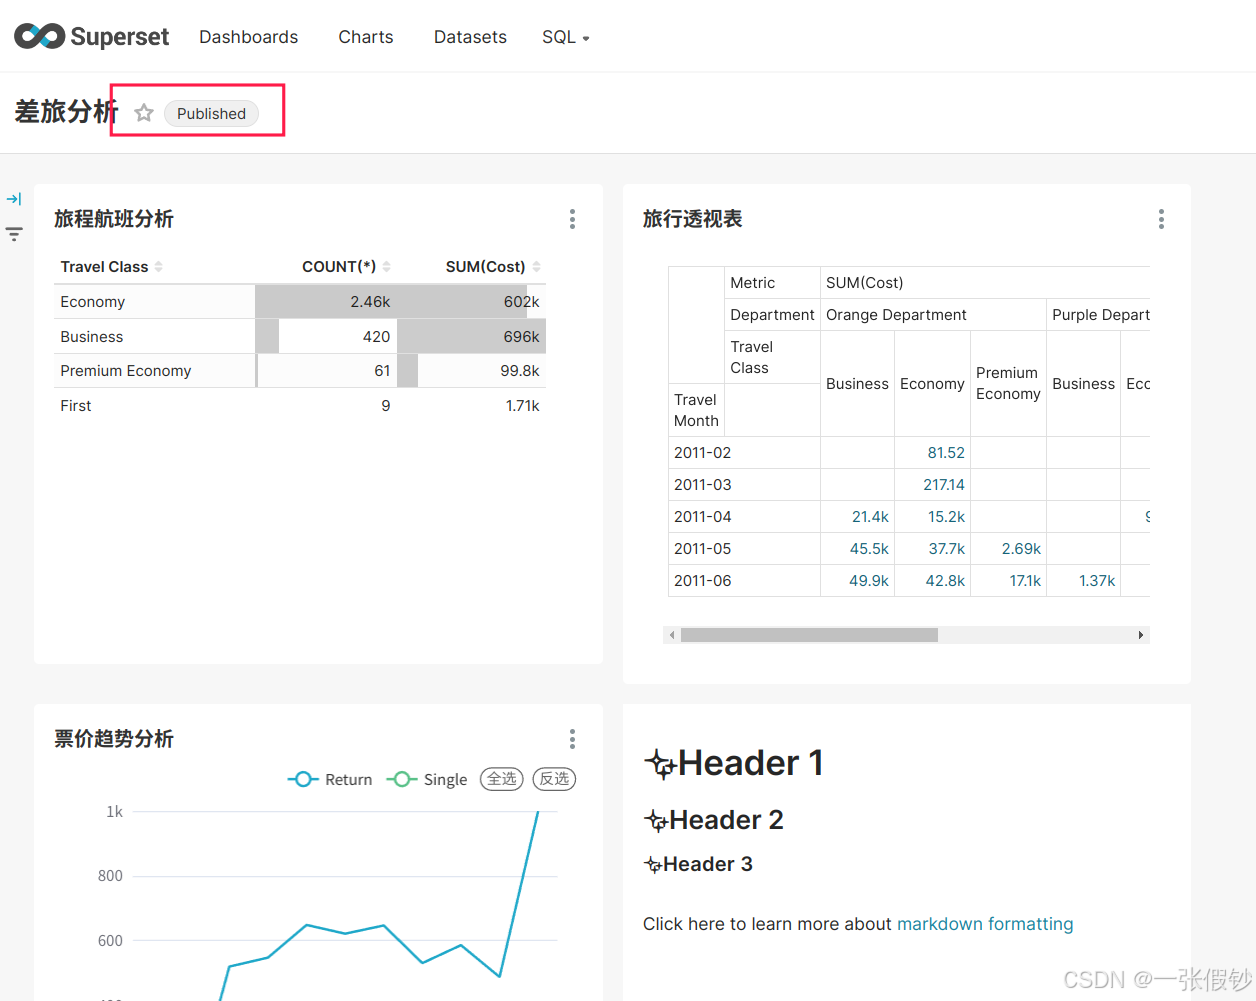 Superset Dashboards Charts Datasets SQL
差旅分析 Published
旅程航班分析
Travel Class COUNT(*) SUM(Cost)
Economy 2.46k 602k
Business 420 696k
Premium Economy 61 99.8k
First 9 1.71k
旅行透视表
Metric SUM(Cost)
Department Orange Department Purple Depart
Travel
Class
Business Economy Premium
Economy Business Ecc
Travel
Month
2011-02 81.52
2011-03 217.14
2011-04 21.4k 15.2k
2011-05 45.5k 37.7k 2.69k
2011-06 49.9k 42.8k 17.1k 1.37k
票价趋势分析
Return Single 全选 反选
1k
800
600
Header 1
Header 2
Header 3
Click here to learn more about markdown formatting
CSDN @一张假钞